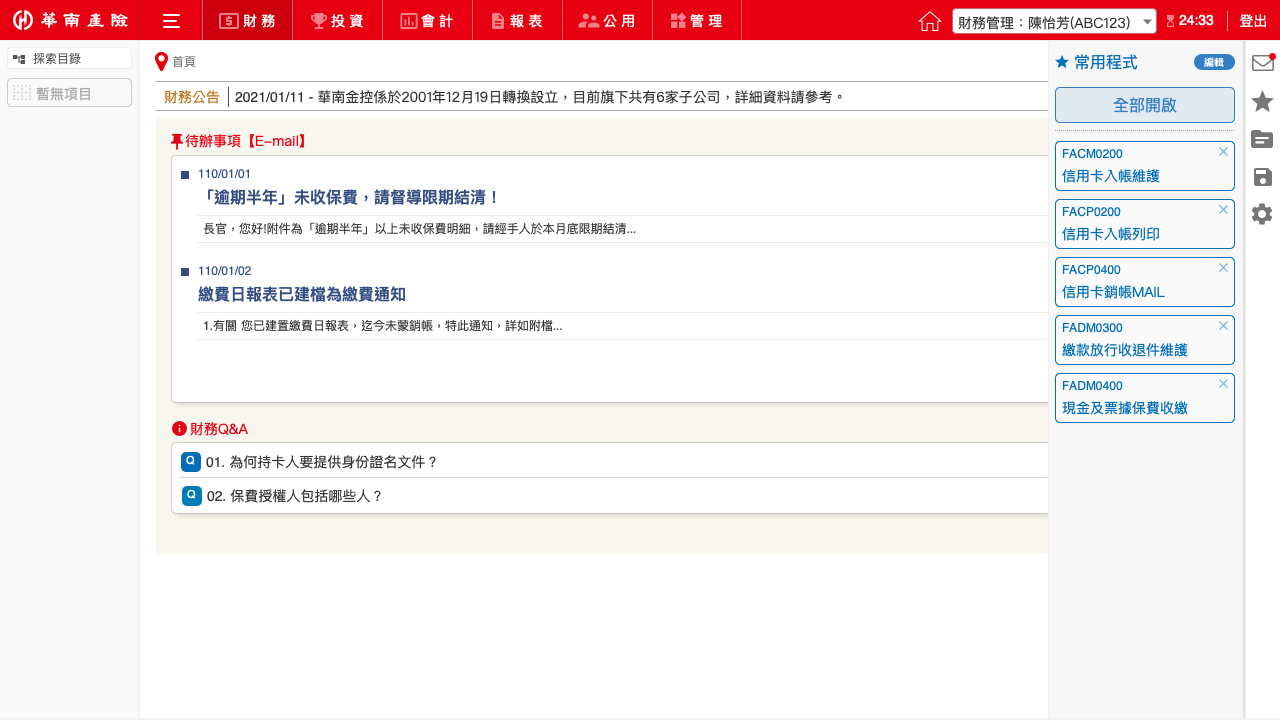 華南產險
財務
投資
會計
報表
公用
管理
財務管理：陳怡芳(ABC123)
24:33
登出
探索目錄
暫無項目
首頁
財務公告
2021/01/11 - 華南金控係於2001年12月19日轉換設立，目前旗下共有6家子公司，詳細資料請參考。
待辦事項【E-mail】
110/01/01
「逾期半年」未收保費，請督導限期結清！
長官，您好!附件為「逾期半年」以上未收保費明細，請經手人於本月底限期結清...
110/01/02
繳費日報表已建檔為繳費通知
1.有關 您已建置繳費日報表，迄今未蒙銷帳，特此通知，詳如附檔...
財務Q&A
Q 01. 為何持卡人要提供身份證名文件？
Q 02. 保費授權人包括哪些人？
常用程式
編輯
全部開啟
FACM0200
信用卡入帳維護
FACP0200
信用卡入帳列印
FACP0400
信用卡銷帳MAIL
FADM0300
繳款放行收退件維護
FADM0400
現金及票據保費收繳